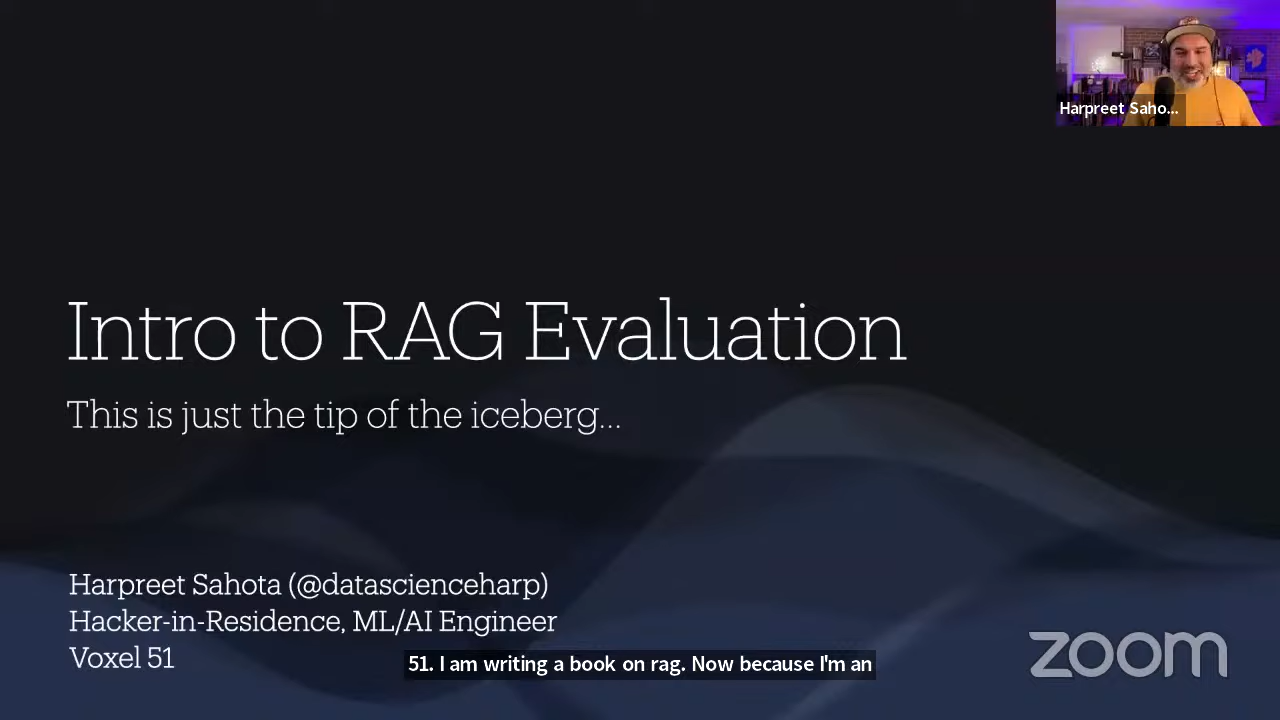 Harpreet Saho...
Intro to RAG Evaluation
This is just the tip of the iceberg...
Harpreet Sahota (@datascienceharp)
Hacker-in-Residence, ML/AI Engineer
Voxel 51
51. I am writing a book on rag. Now because I'm an
zoom